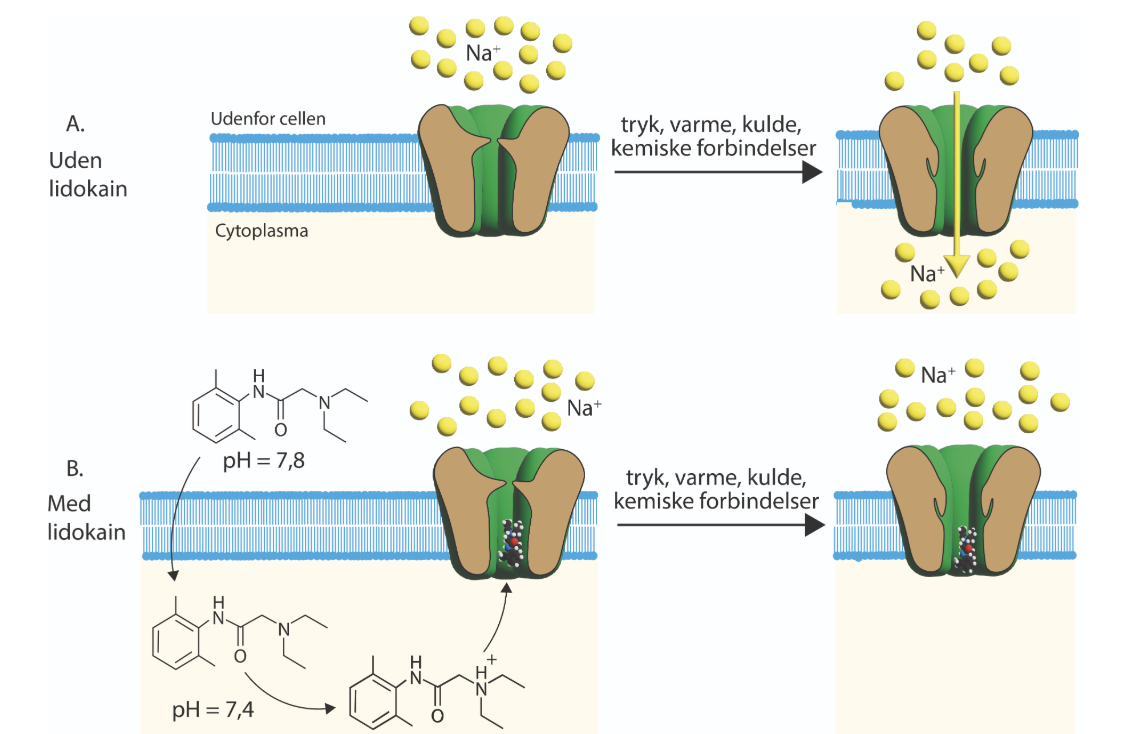 A.
Uden
lidokain
Udenfor cellen
Cytoplasma
Na⁺
tryk, varme, kulde,
kemiske forbindelser
Na⁺
B.
Med
lidokain
H
N
O
N
pH = 7,8
Na⁺
tryk, varme, kulde,
kemiske forbindelser
Na⁺
H
N
O
N
pH = 7,4
H
N
O
H
N
+